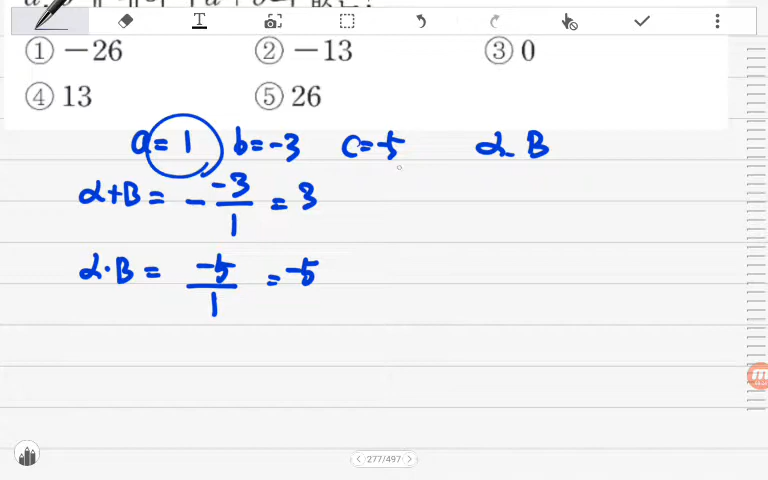 ① −26 ② −13 ③ 0
④ 13 ⑤ 26
a = 1 b = -3 c = -5 α B
α+B = - -3/1 = 3
α·B = -5/1 = -5
277/497